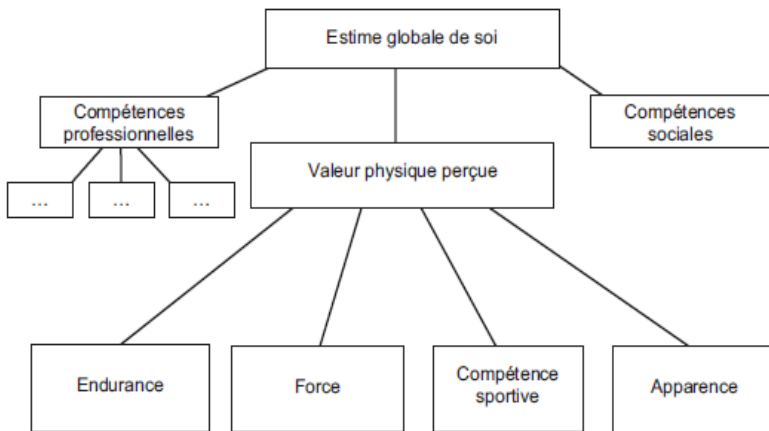 Estime globale de soi
Compétences
professionnelles
Compétences
sociales
Valeur physique perçue
...
...
...
Endurance
Force
Compétence
sportive
Apparence